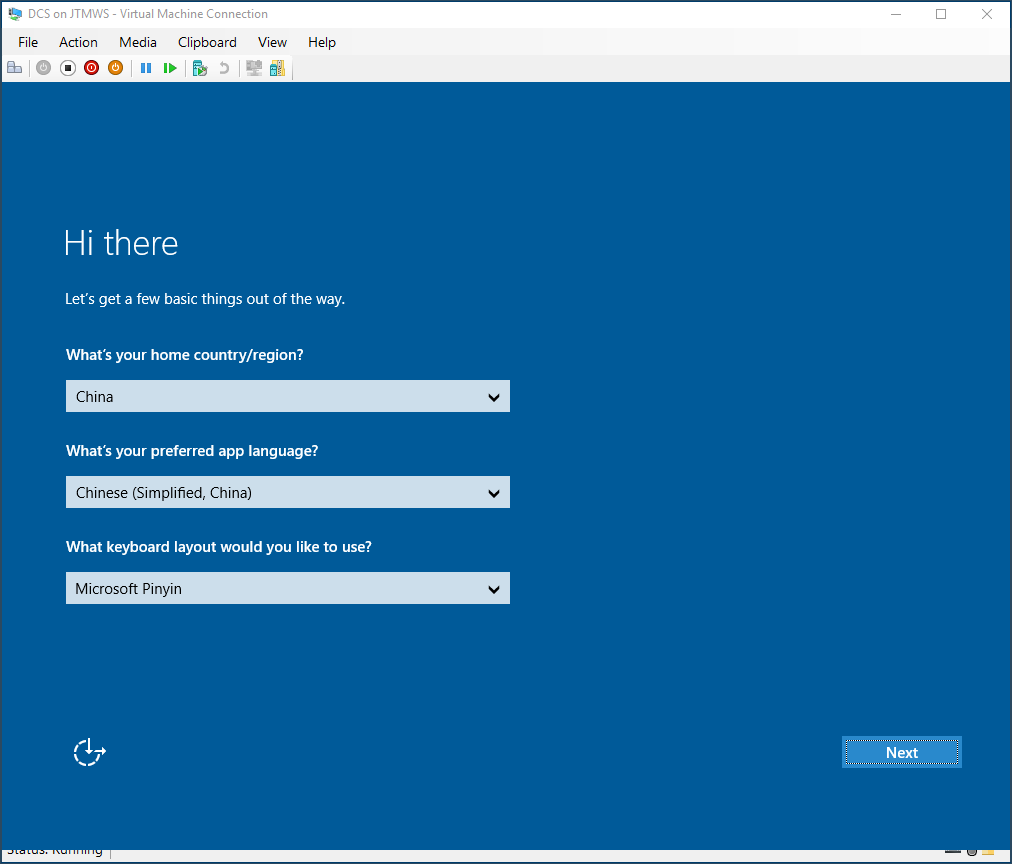 DCS on JTMWS - Virtual Machine Connection
File Action Media Clipboard View Help
Hi there
Let's get a few basic things out of the way.
What's your home country/region?
China
What's your preferred app language?
Chinese (Simplified, China)
What keyboard layout would you like to use?
Microsoft Pinyin
Next
Status: Running